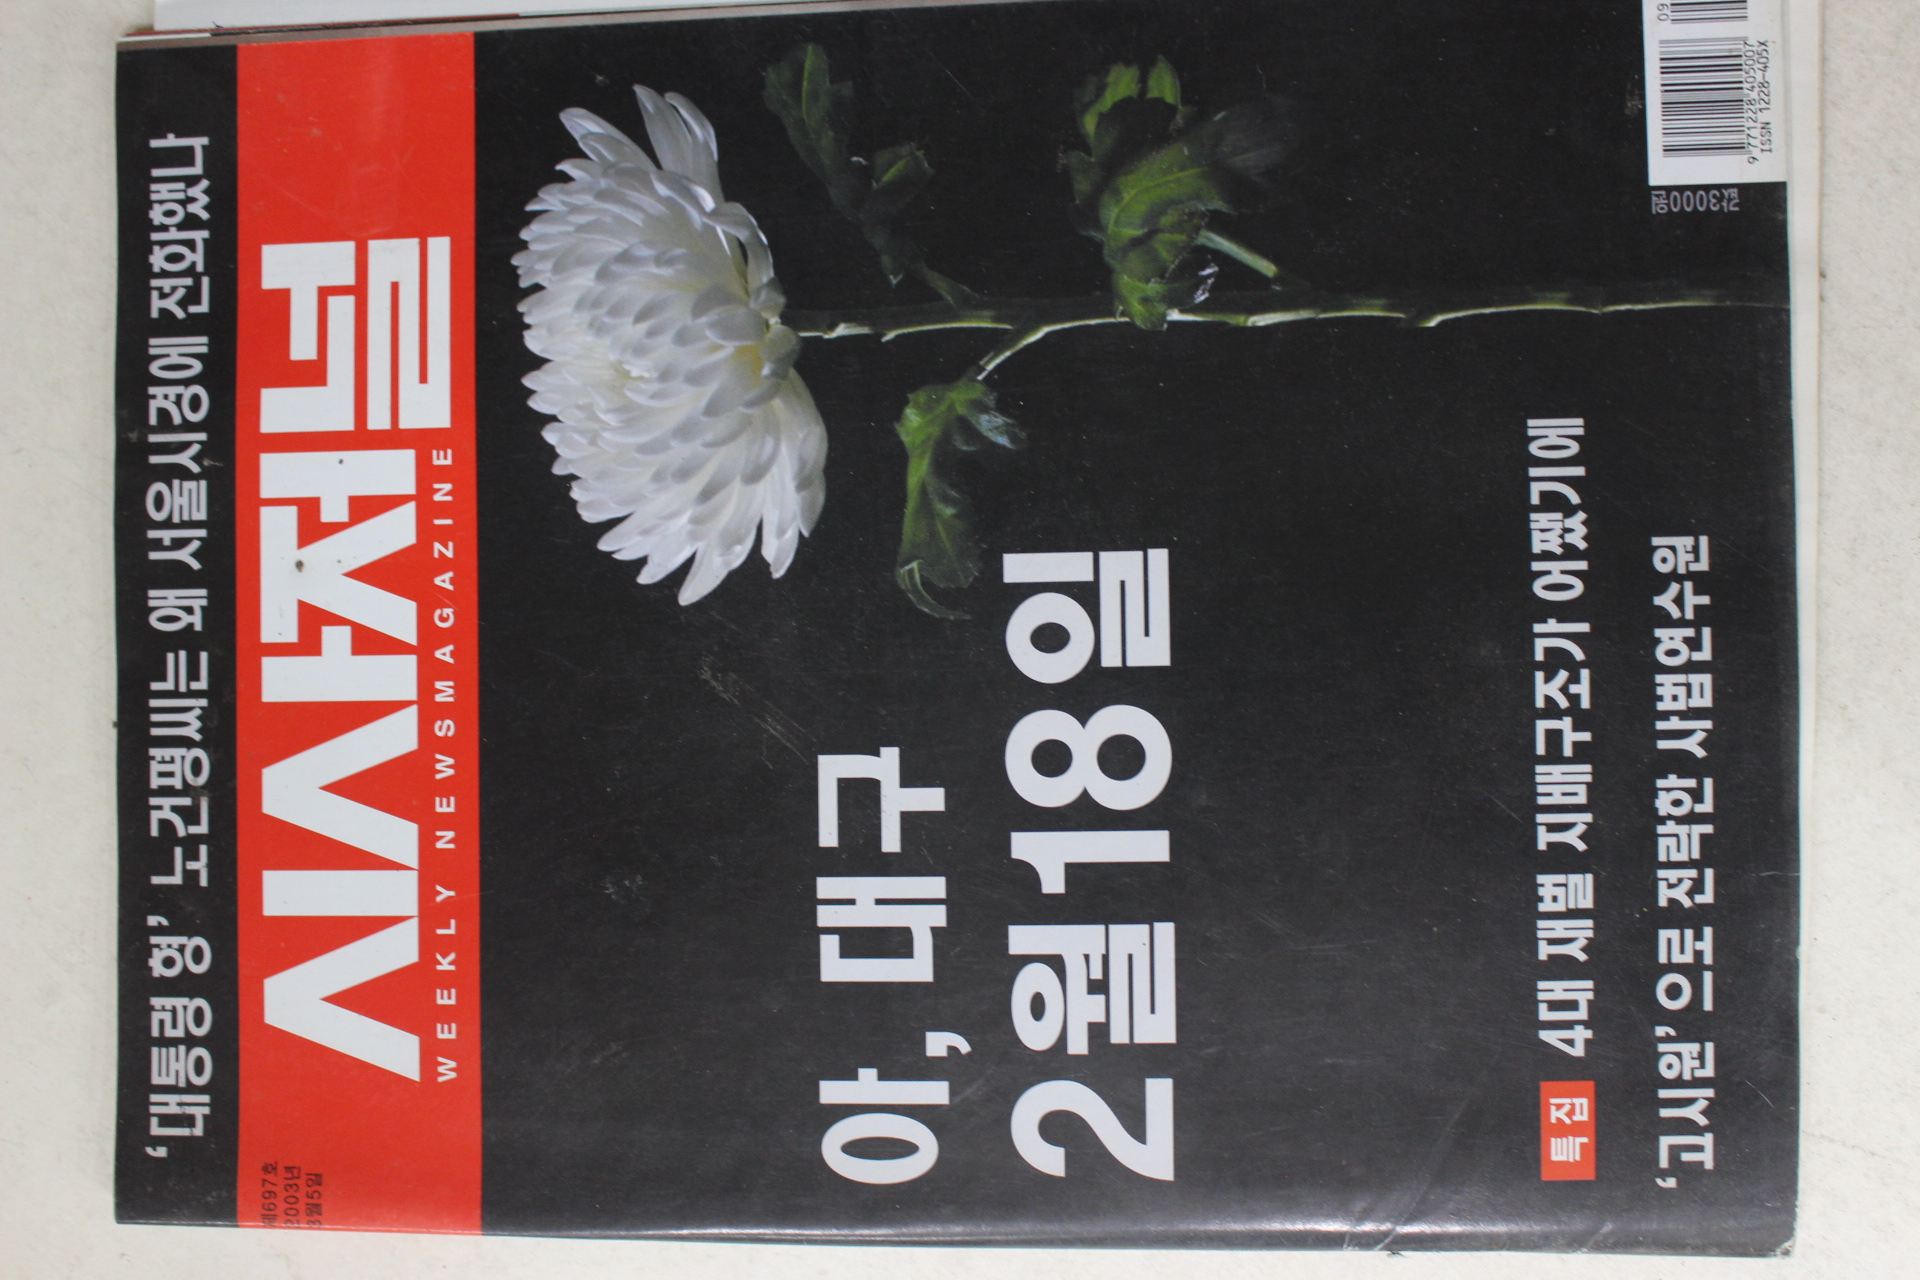 '대통령 형' 노건평씨는 왜 서울시경에 전화했나
제697호
2003년
3월5일
시사저널
WEEKLY NEWSMAGAZINE
아, 대구
2월18일
특집 4대 재벌 지배구조가 어쨌기에
'고시원'으로 전락한 사법연수원
값3000원
09
9 771228 405007
ISSN 1228-405X